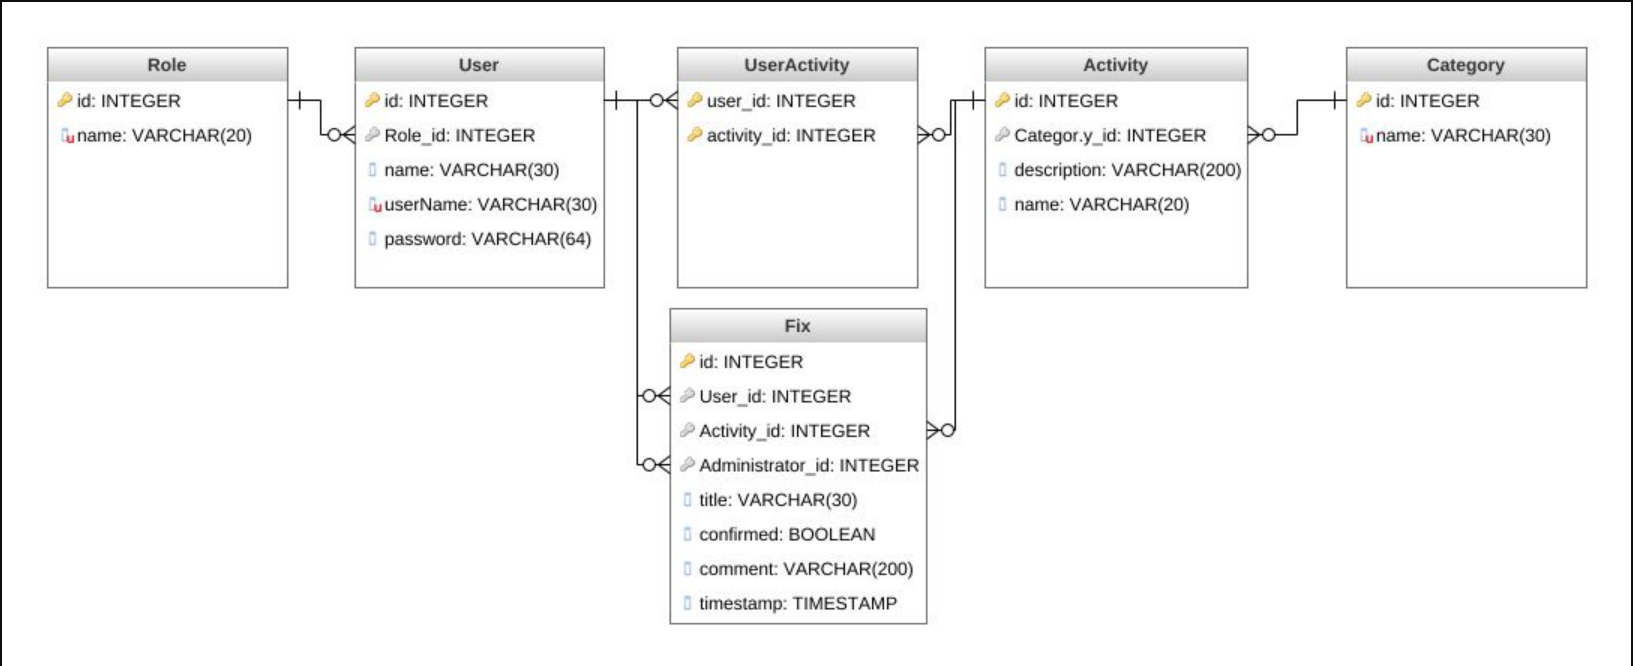 Role
id: INTEGER
name: VARCHAR(20)
User
id: INTEGER
Role_id: INTEGER
name: VARCHAR(30)
userName: VARCHAR(30)
password: VARCHAR(64)
UserActivity
user_id: INTEGER
activity_id: INTEGER
Activity
id: INTEGER
Categor.y_id: INTEGER
description: VARCHAR(200)
name: VARCHAR(20)
Category
id: INTEGER
name: VARCHAR(30)
Fix
id: INTEGER
User_id: INTEGER
Activity_id: INTEGER
Administrator_id: INTEGER
title: VARCHAR(30)
confirmed: BOOLEAN
comment: VARCHAR(200)
timestamp: TIMESTAMP